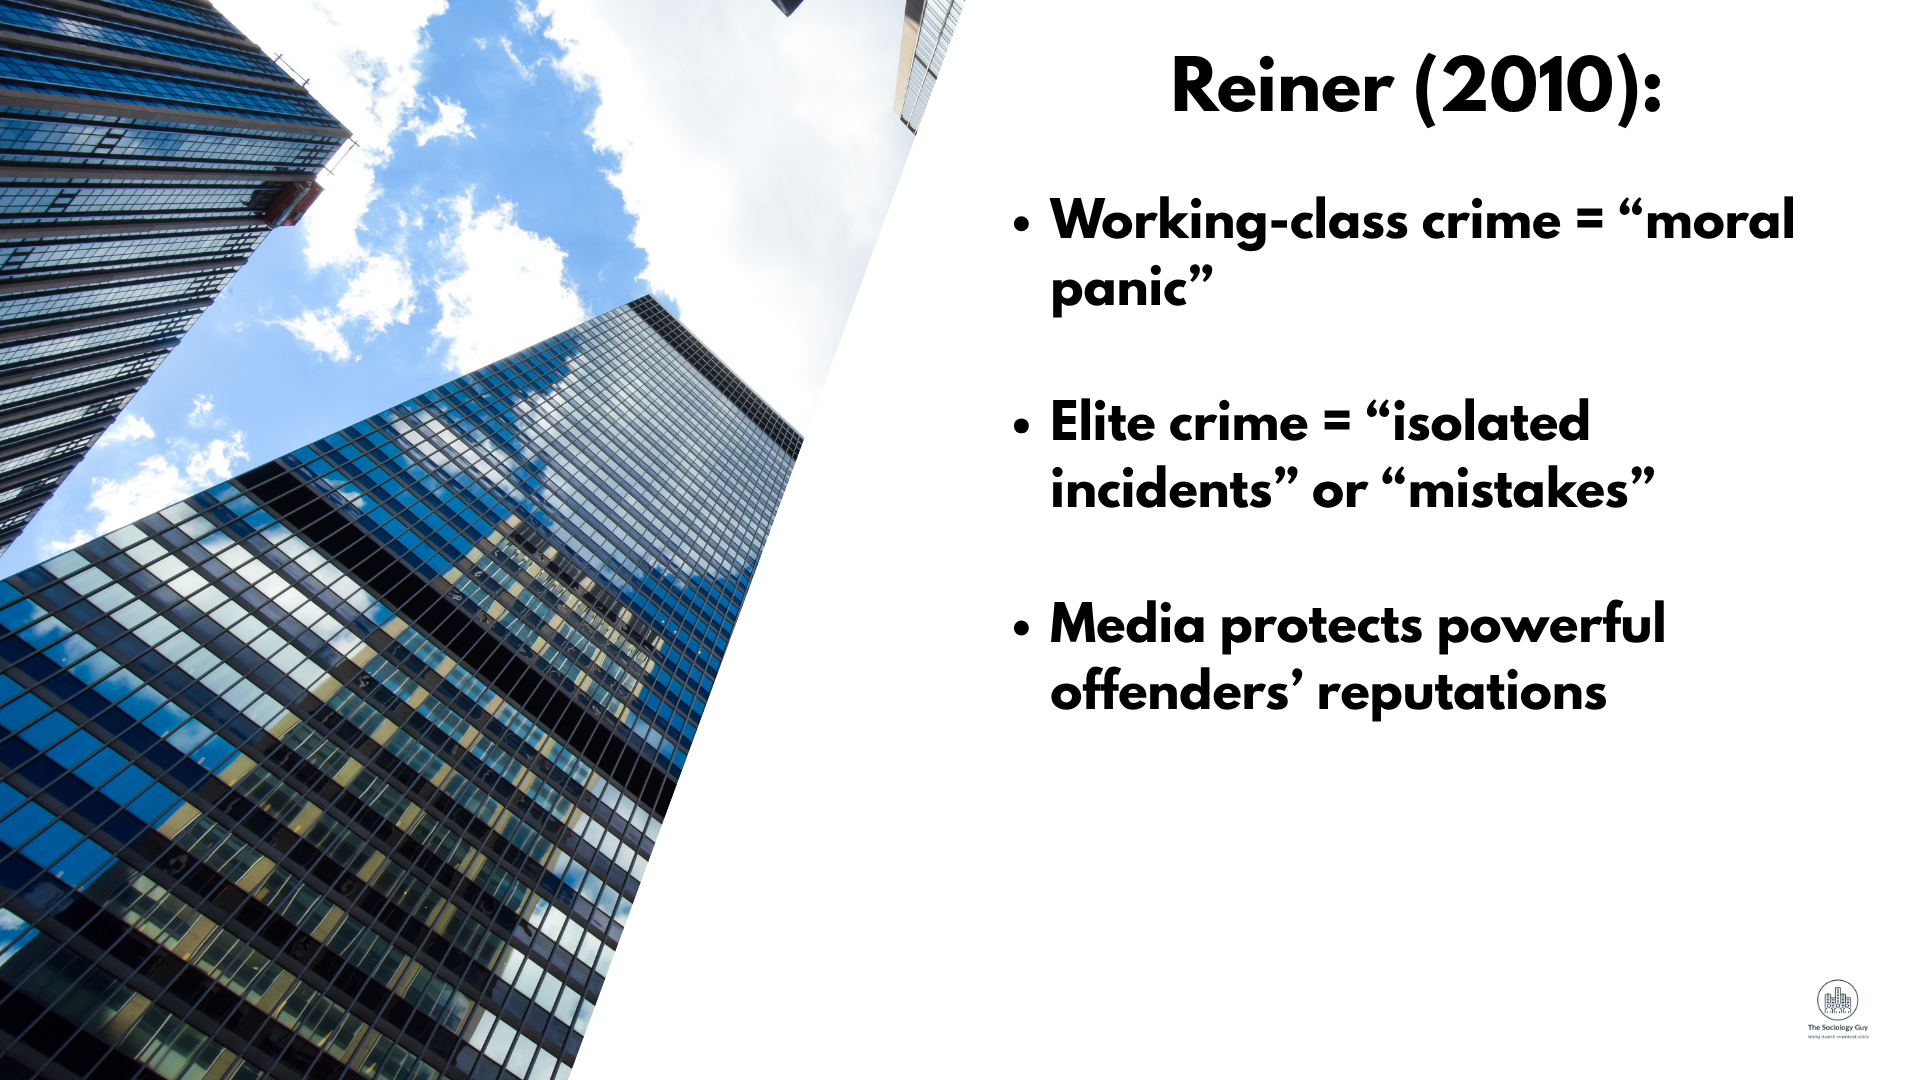 Reiner (2010):
• Working-class crime = “moral
panic”
• Elite crime = “isolated
incidents” or “mistakes”
• Media protects powerful
offenders’ reputations
The Sociology Guy